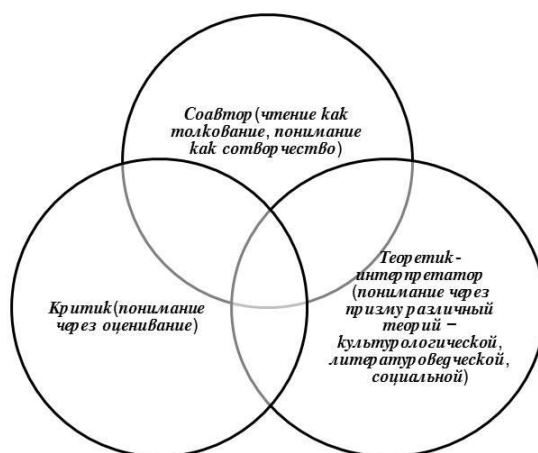 Соавтор(чтение как
толкование, понимание
как сотворчество)
Критик(понимание
через оценивание)
Теоретик-
интерпретатор
(понимание через
призму различный
теорий –
культурологической,
литературоведческой,
социальной)